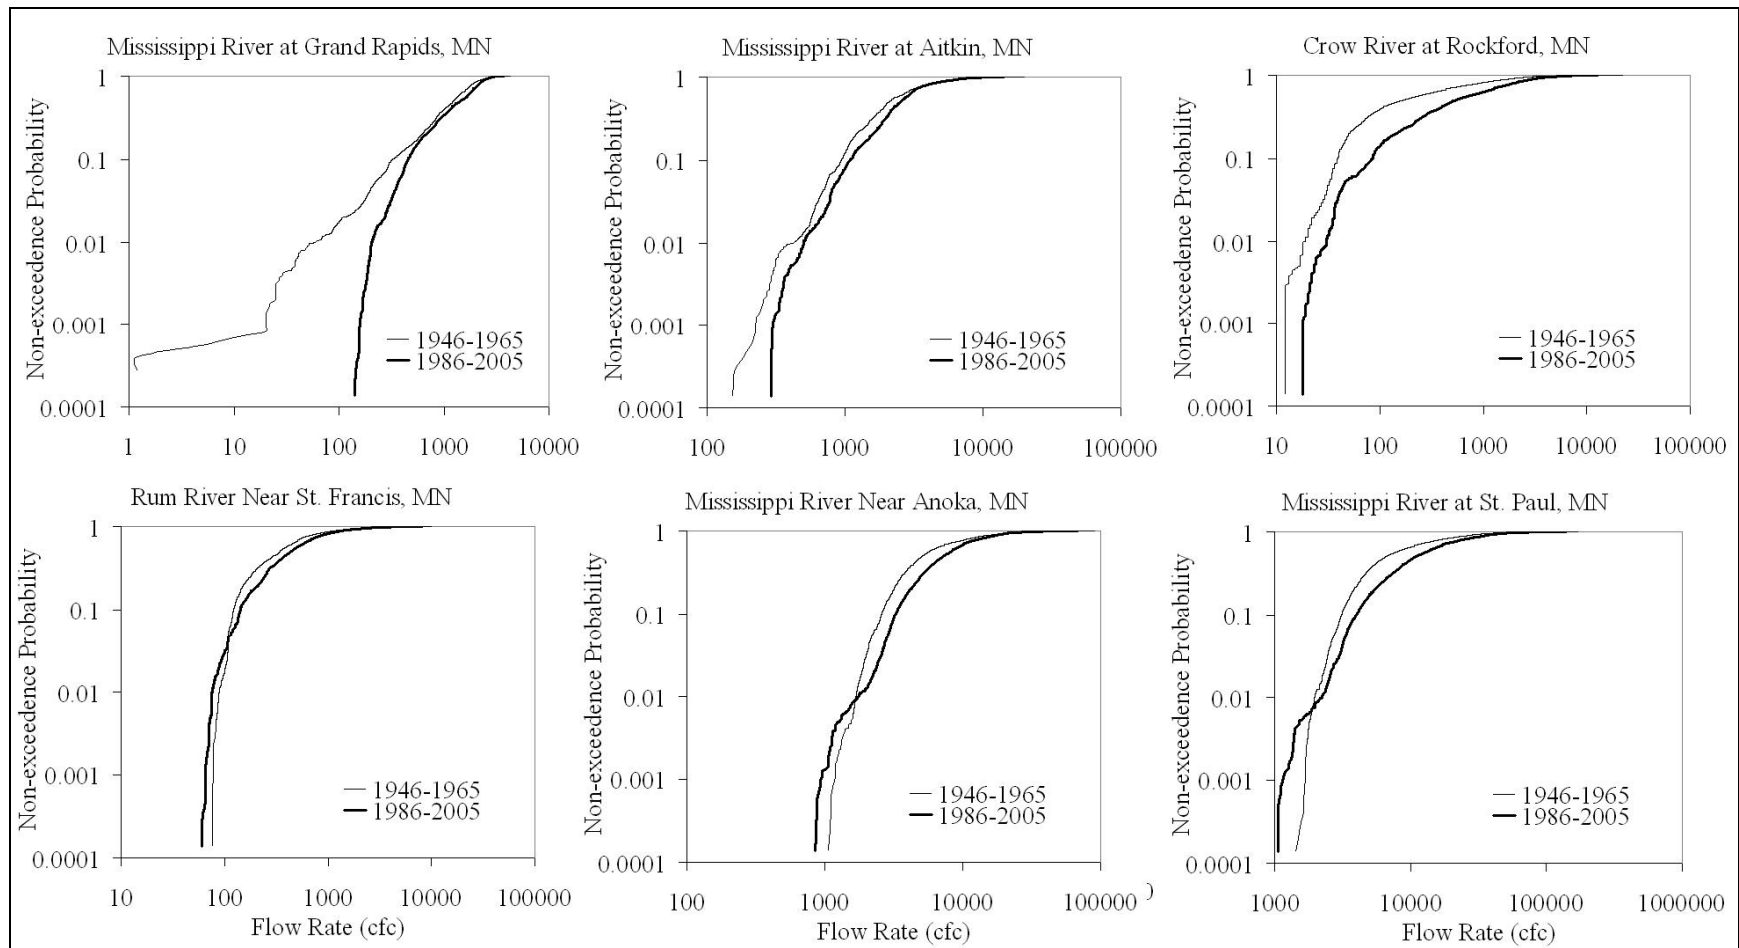 Mississippi River at Grand Rapids, MN
Non-exceedence Probability
1
0.1
0.01
0.001
0.0001
1 10 100 1000 10000
1946-1965
1986-2005
Mississippi River at Aitkin, MN
Non-exceedence Probability
1
0.1
0.01
0.001
0.0001
100 1000 10000 100000
1946-1965
1986-2005
Crow River at Rockford, MN
Non-exceedence Probability
1
0.1
0.01
0.001
0.0001
10 100 1000 10000 100000
1946-1965
1986-2005
Rum River Near St. Francis, MN
Non-exceedence Probability
1
0.1
0.01
0.001
0.0001
10 100 1000 10000 100000
1946-1965
1986-2005
Flow Rate (cfc)
Mississippi River Near Anoka, MN
Non-exceedence Probability
1
0.1
0.01
0.001
0.0001
100 1000 10000 100000 )
1946-1965
1986-2005
Flow Rate (cfc)
Mississippi River at St. Paul, MN
Non-exceedence Probability
1
0.1
0.01
0.001
0.0001
1000 10000 100000 1000000
1946-1965
1986-2005
Flow Rate (cfc)